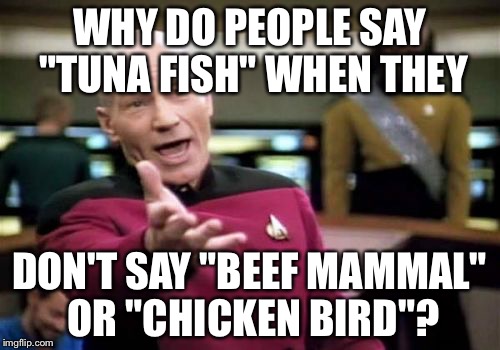 WHY DO PEOPLE SAY
"TUNA FISH" WHEN THEY
DON'T SAY "BEEF MAMMAL"
OR "CHICKEN BIRD"?
imgflip.com